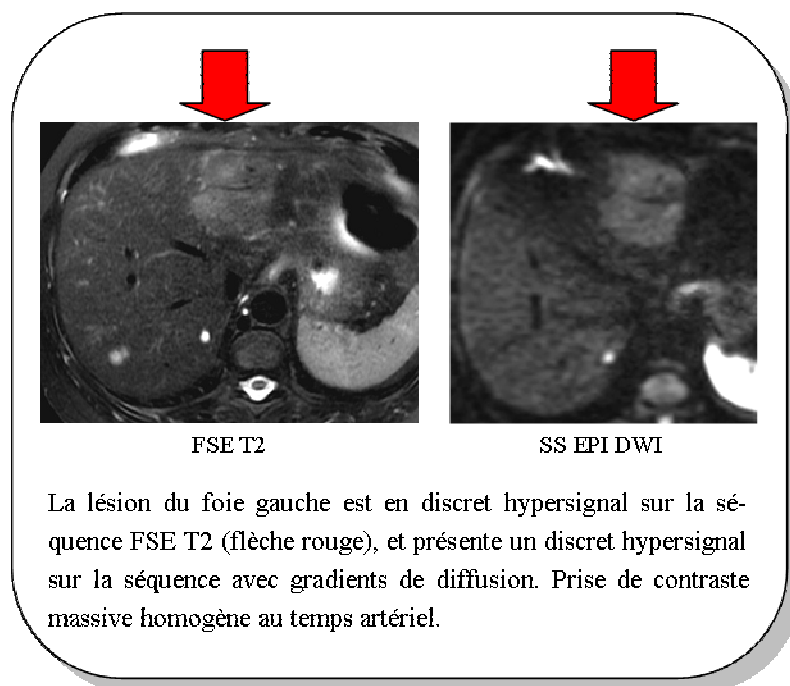 FSE T2
SS EPI DWI
La lésion du foie gauche est en discret hypersignal sur la sé-
quence FSE T2 (flèche rouge), et présente un discret hypersignal
sur la séquence avec gradients de diffusion. Prise de contraste
massive homogène au temps artériel.